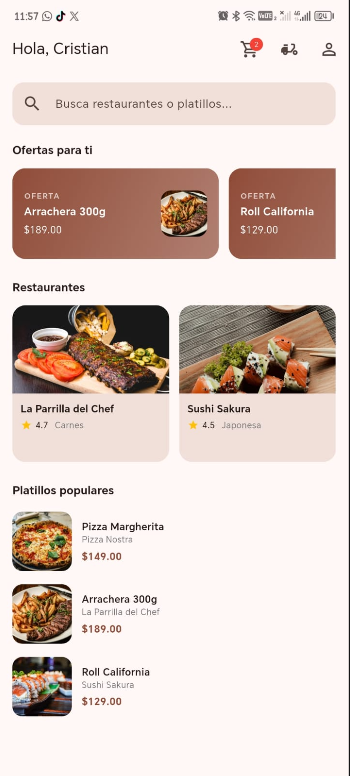 11:57
Hola, Cristian
2
Busca restaurantes o platillos...
Ofertas para ti
OFERTA
Arrachera 300g
$189.00
OFERTA
Roll California
$129.00
Restaurantes
La Parrilla del Chef
4.7 Carnes
Sushi Sakura
4.5 Japonesa
Platillos populares
Pizza Margherita
Pizza Nostra
$149.00
Arrachera 300g
La Parrilla del Chef
$189.00
Roll California
Sushi Sakura
$129.00